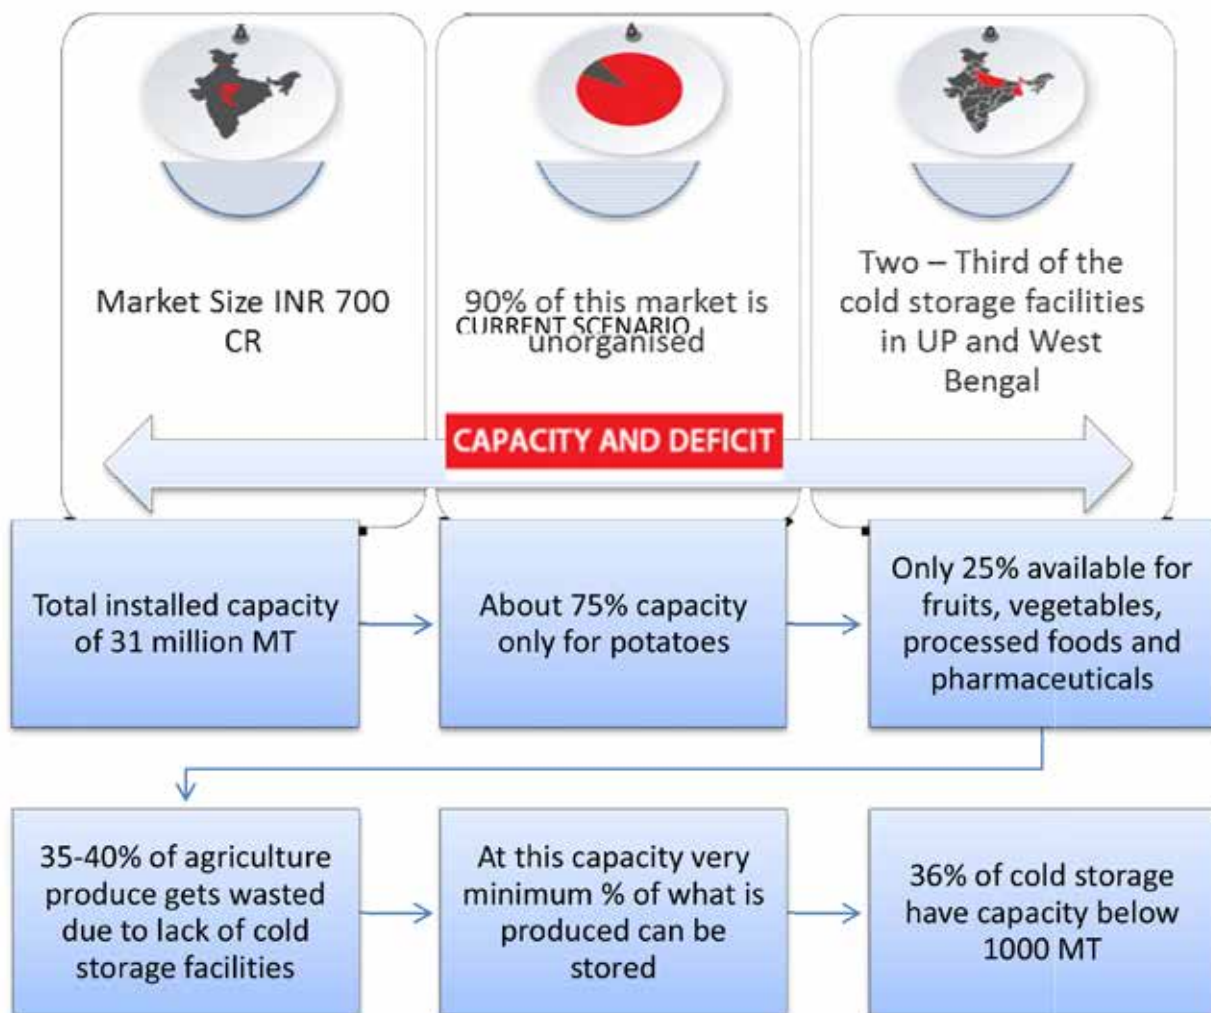 Market Size INR 700
CR
90% of this market is
CURRENT SCENARIO
unorganised
Two – Third of the
cold storage facilities
in UP and West
Bengal
CAPACITY AND DEFICIT
Total installed capacity
of 31 million MT
About 75% capacity
only for potatoes
Only 25% available for
fruits, vegetables,
processed foods and
pharmaceuticals
35-40% of agriculture
produce gets wasted
due to lack of cold
storage facilities
At this capacity very
minimum % of what is
produced can be
stored
36% of cold storage
have capacity below
1000 MT